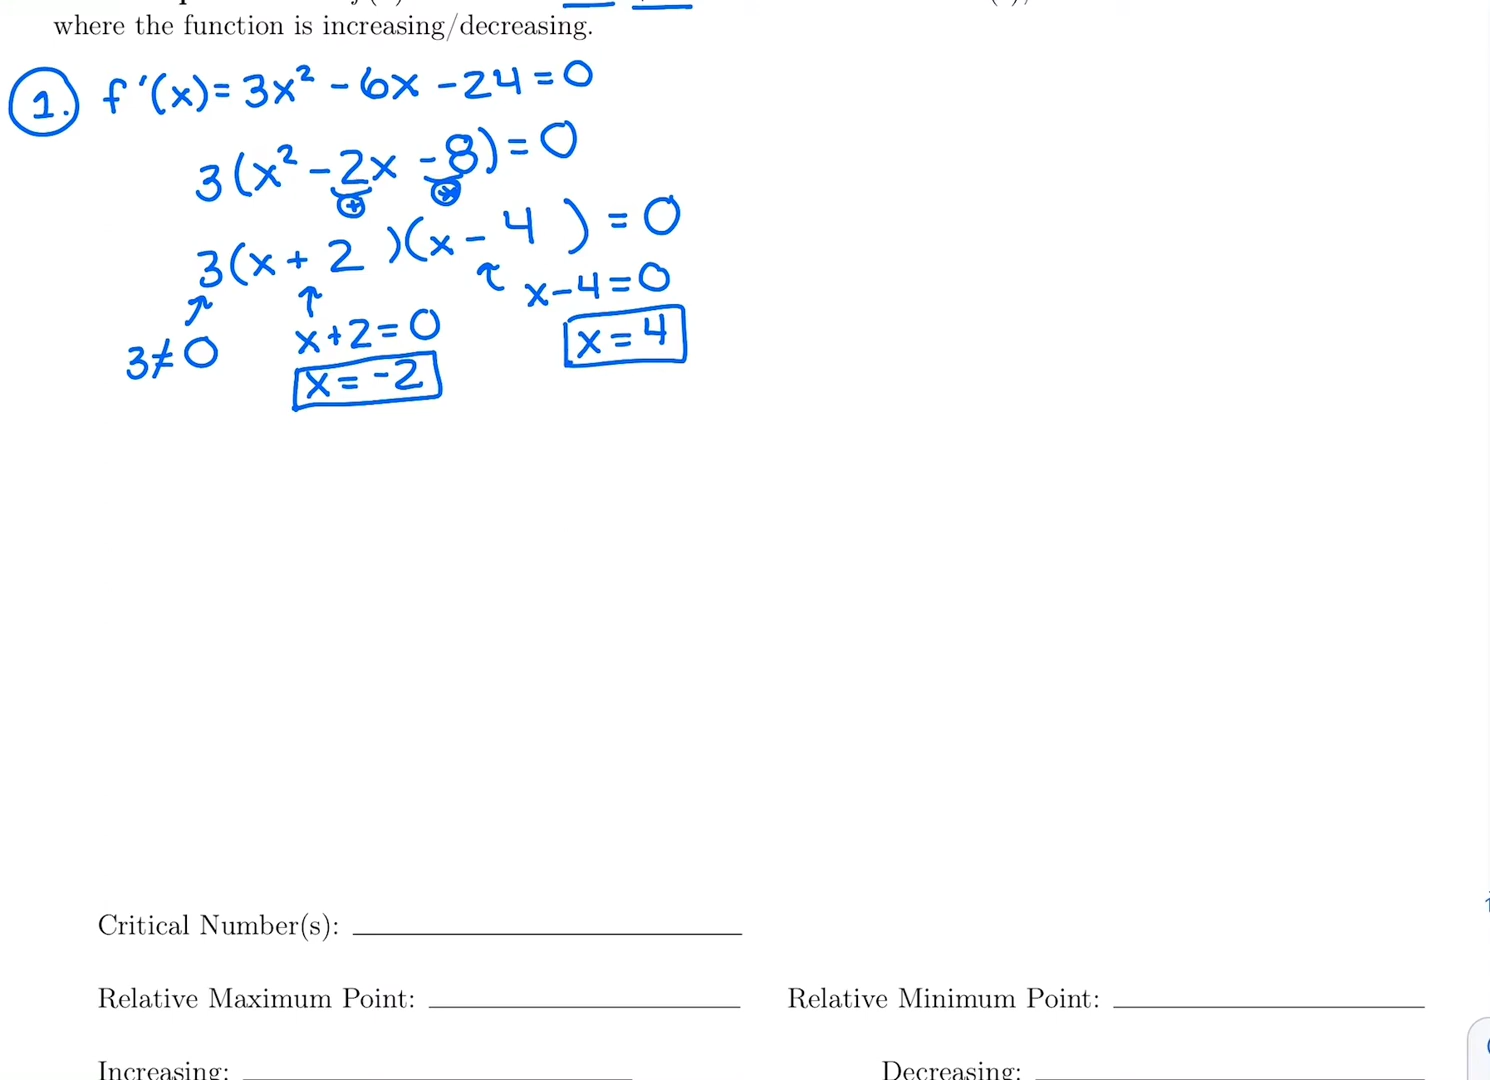 where the function is increasing/decreasing.
1. f'(x) = 3x² - 6x - 24 = 0
3(x² - 2x - 8) = 0
3(x + 2 )(x - 4 ) = 0
x - 4 = 0
x = 4
x + 2 = 0
x = -2
3 ≠ 0
Critical Number(s):
Relative Maximum Point:
Relative Minimum Point:
Increasing:
Decreasing: